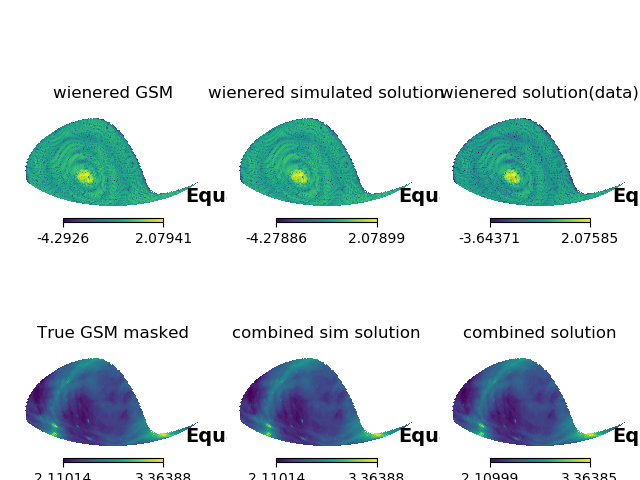 wienered GSM wienered simulated solution wienered solution(data)
Equ Equ Eq
-4.2926 2.07941 -4.27886 2.07899 -3.64371 2.07585
True GSM masked combined sim solution combined solution
Equ Equ Eq
2.11014 3.36388 2.11014 3.36388 2.10999 3.36385